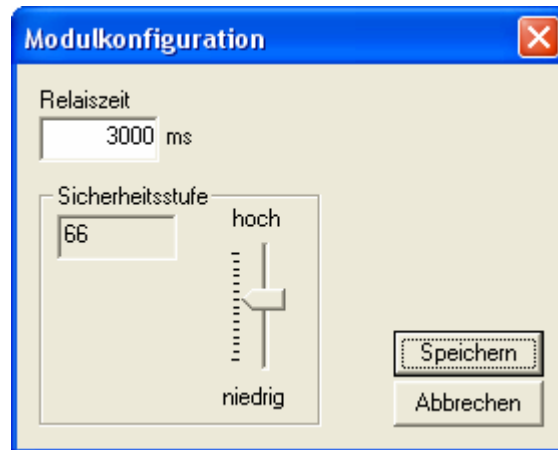 Modulkonfiguration
Relaiszeit
3000 ms
Sicherheitsstufe
66
hoch
niedrig
Speichern
Abbrechen